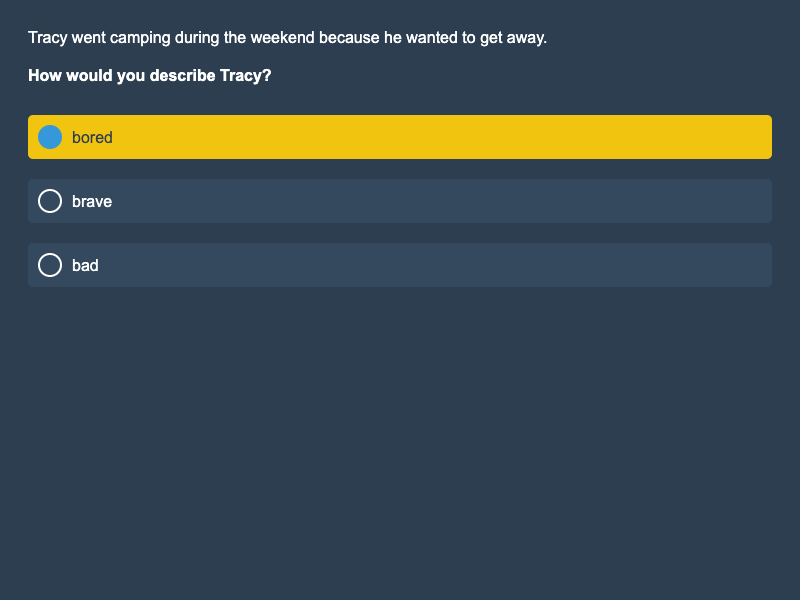 Tracy went camping during the weekend because he wanted to get away.
How would you describe Tracy?
bored
brave
bad